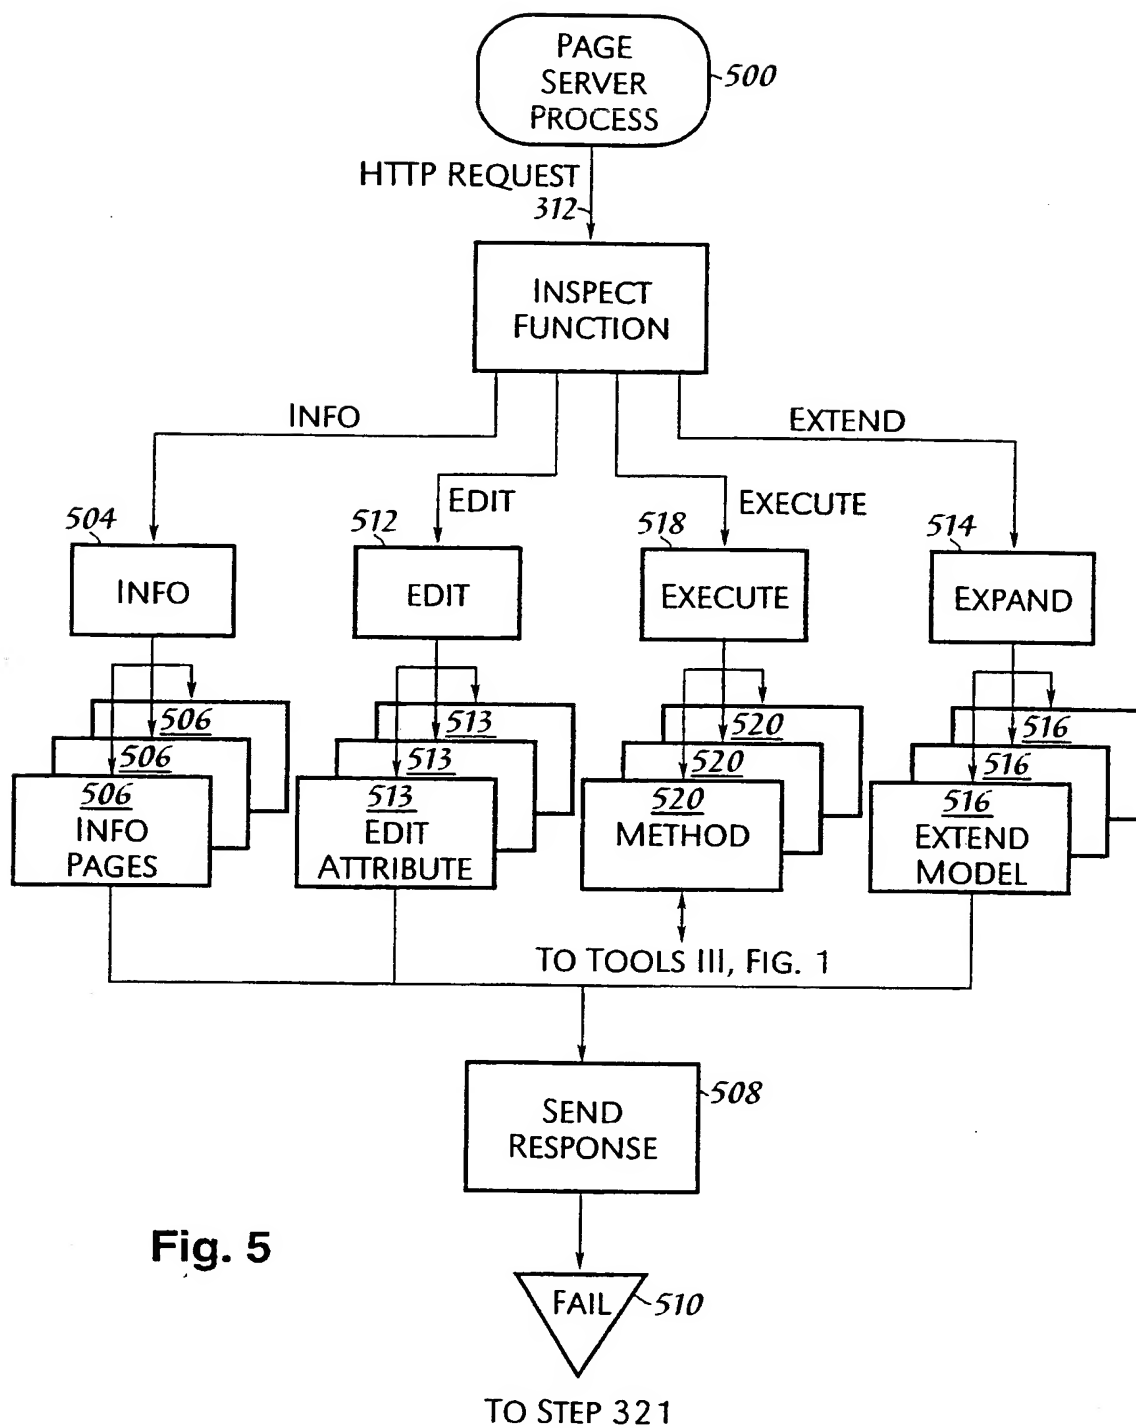 PAGE
SERVER
PROCESS
500
HTTP REQUEST
312
INSPECT
FUNCTION
INFO
EXTEND
EDIT
EXECUTE
504
512
518
514
INFO
EDIT
EXECUTE
EXPAND
506
513
520
516
506
513
520
516
506
513
520
516
INFO
PAGES
EDIT
ATTRIBUTE
METHOD
EXTEND
MODEL
TO TOOLS III, FIG. 1
508
SEND
RESPONSE
Fig. 5
FAIL
510
TO STEP 321